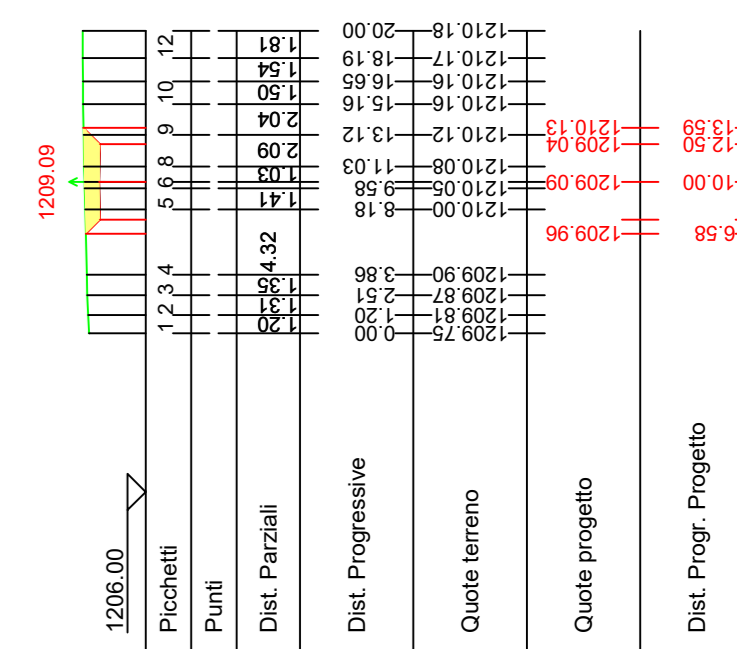 1209.09
1206.00
Picchetti
1 2 3 4 5 6 8 9 10 12
Punti
Dist. Parziali
1.20 1.31 1.35 4.32 1.41 1.03 2.09 2.04 1.50 1.54 1.81
Dist. Progressive
0.00 1.20 2.51 3.86 8.18 9.58 11.03 13.12 15.16 16.65 18.19 20.00
Quote terreno
1209.75 1209.81 1209.87 1209.90 1210.00 1210.05 1210.08 1210.12 1210.16 1210.16 1210.17 1210.18
Quote progetto
1209.96 1209.09 1209.04 1210.13
Dist. Progr. Progetto
6.58 10.00 12.50 13.59